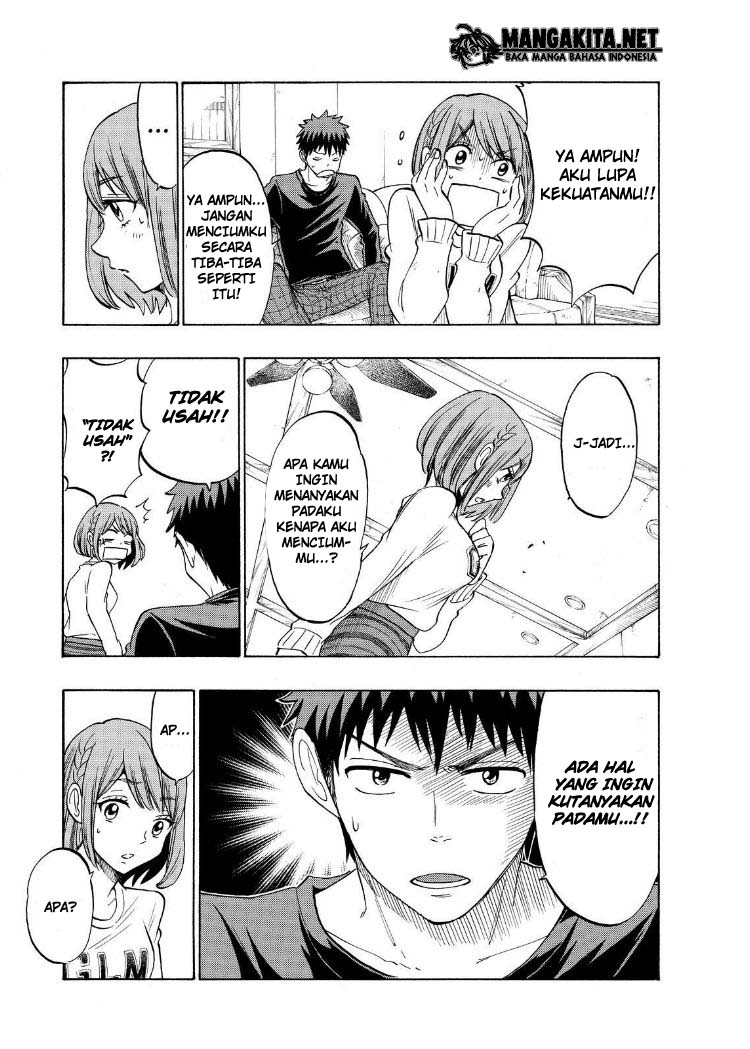 MANGAKITA.NET
BACA MANGA BAHASA INDONESIA
YA AMPUN!
AKU LUPA
KEKUATANMU!!
YA AMPUN...
JANGAN
MENCIUMKU
SECARA
TIBA-TIBA
SEPERTI
ITU!
...
J-JADI...
APA KAMU
INGIN
MENANYAKAN
PADAKU
KENAPA AKU
MENCIUM-
MU...?
TIDAK
USAH!!
"TIDAK
USAH"
?!
ADA HAL
YANG INGIN
KUTANYAKAN
PADAMU...!!
AP...
APA?
GLM